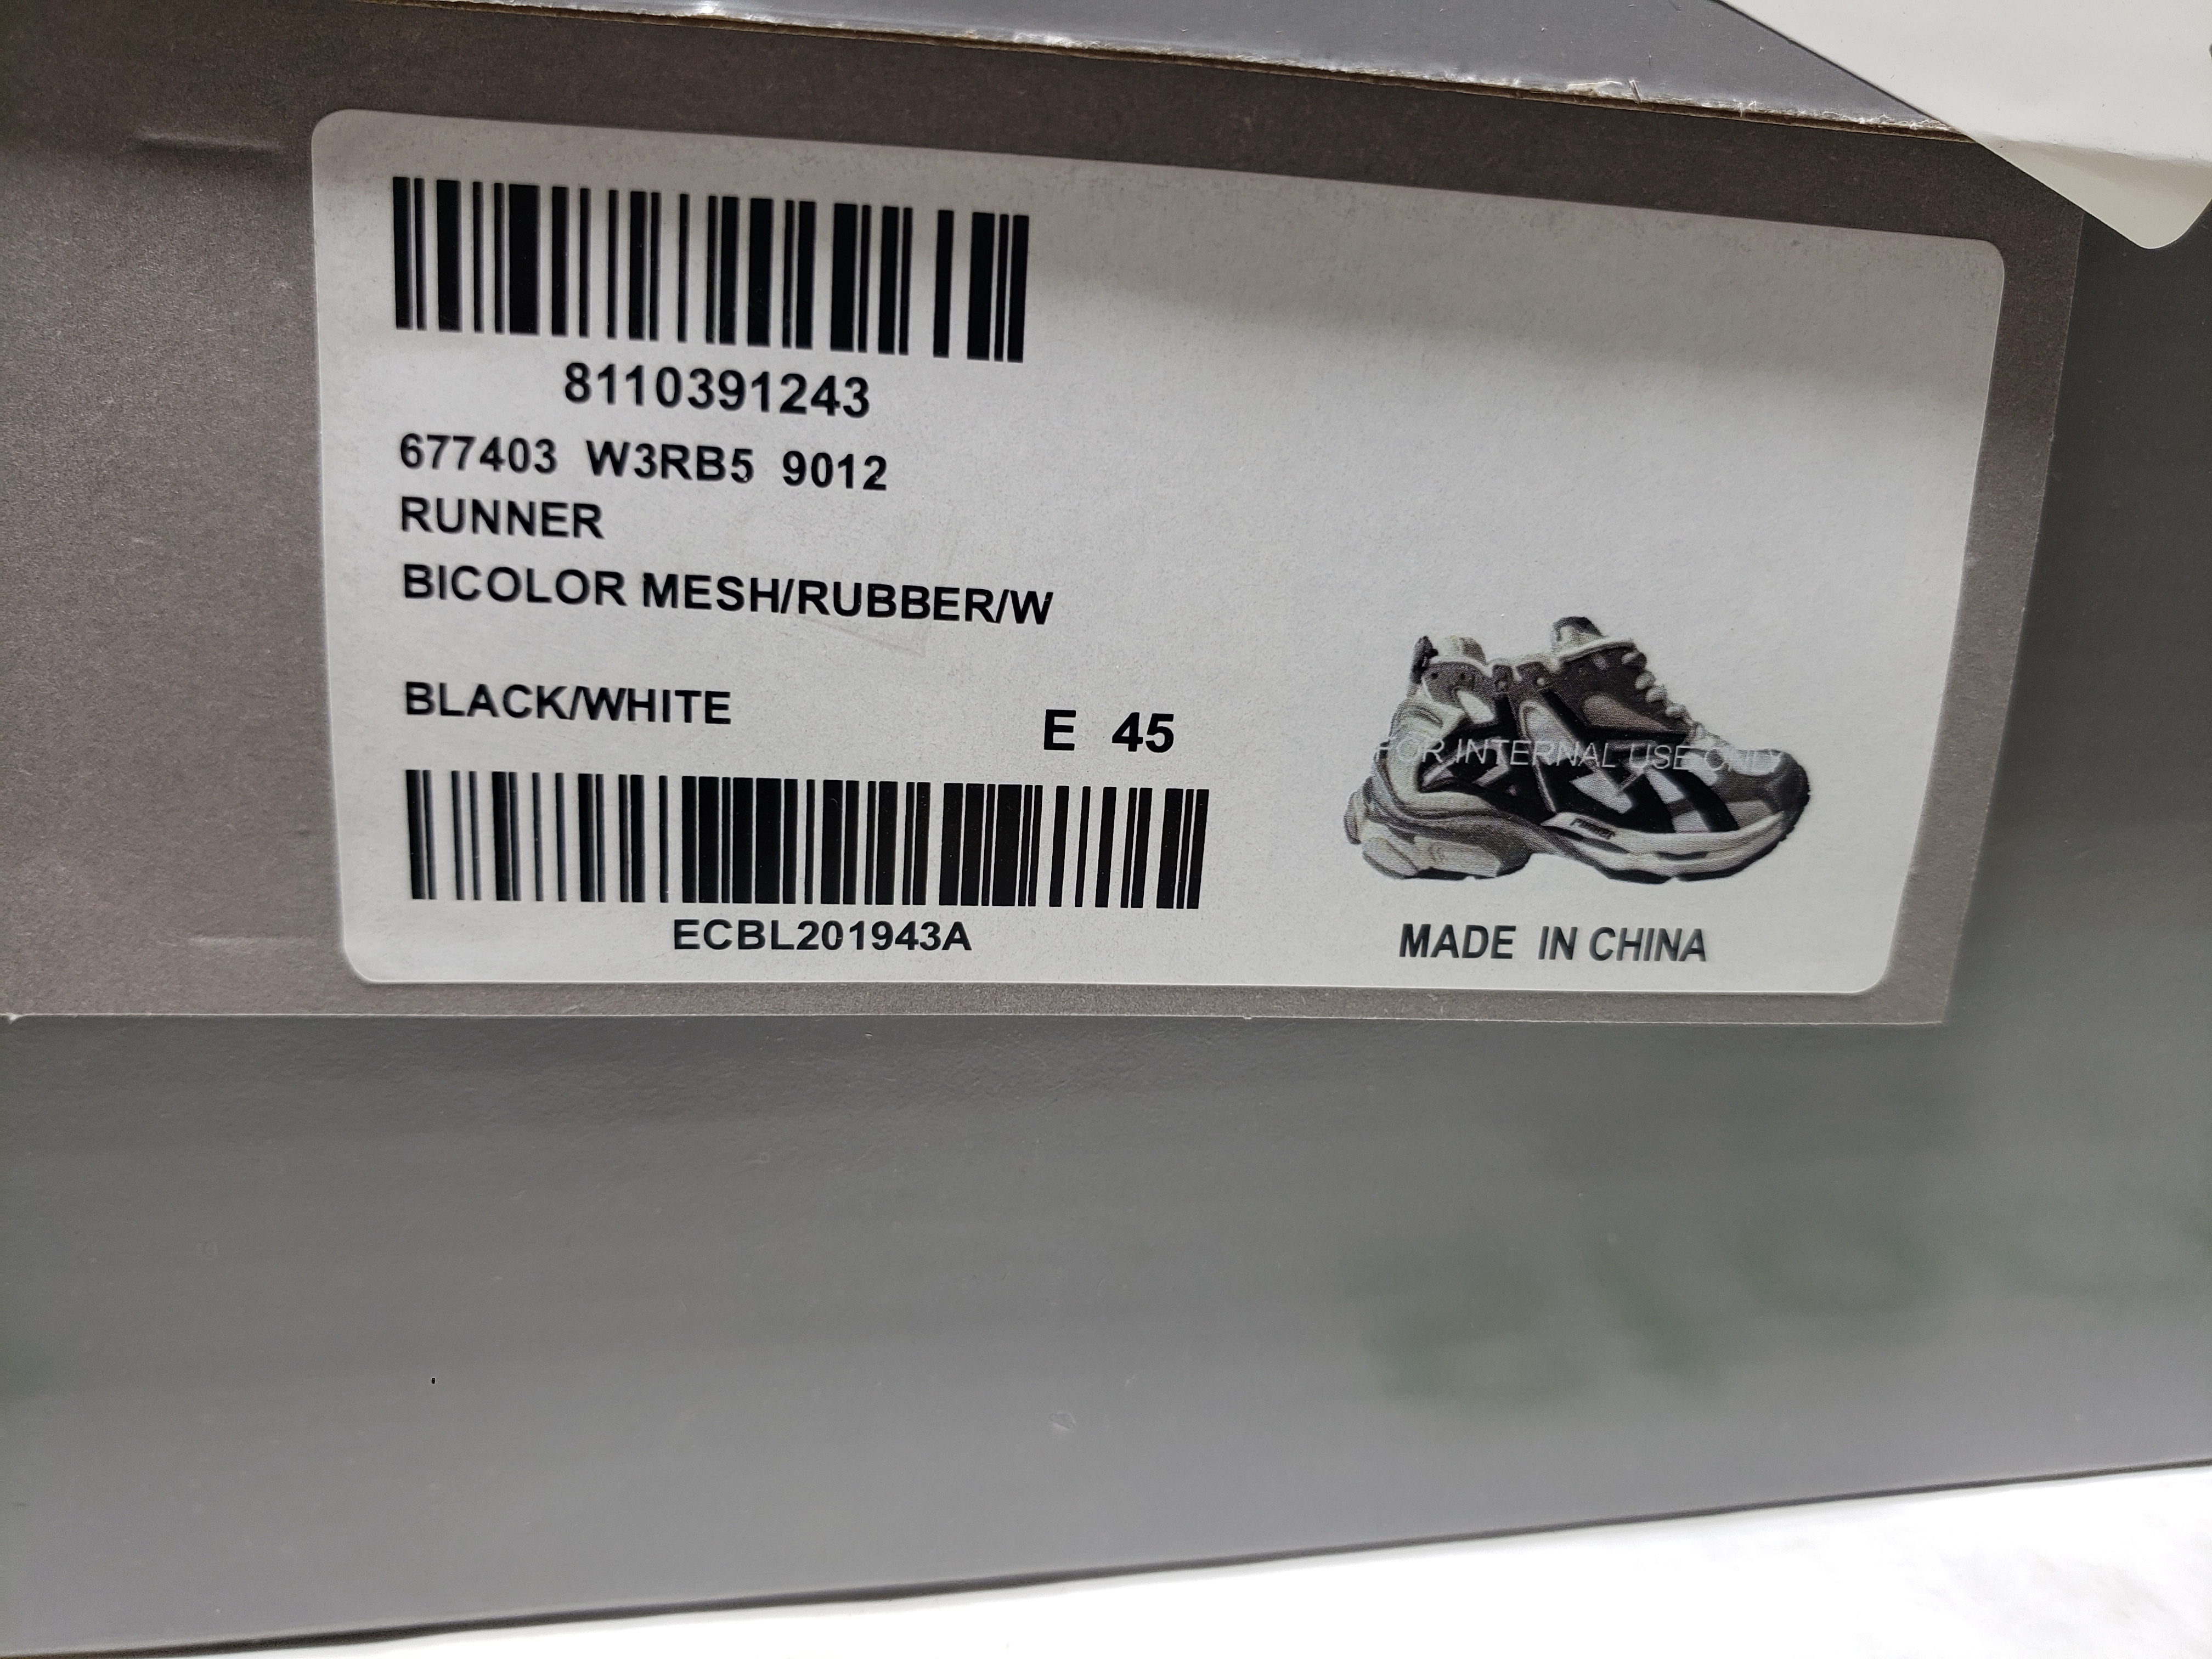 8110391243
677403 W3RB5 9012
RUNNER
BICOLOR MESH/RUBBER/W
BLACK/WHITE E 45
FOR INTERNAL USE ONLY
ECBL201943A
MADE IN CHINA